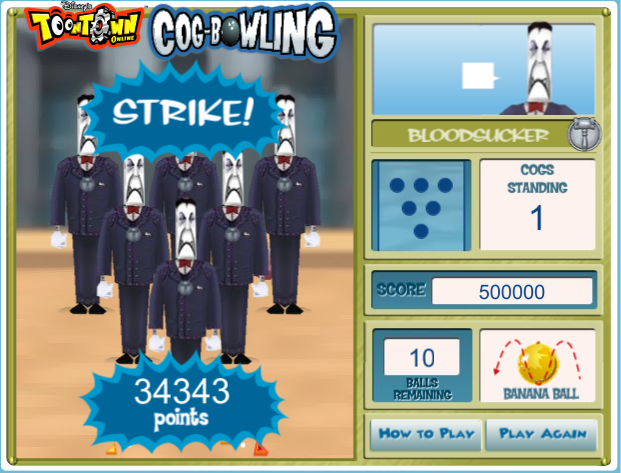 Disney's
TOONTOWN
ONLINE
COG-BOWLING
STRIKE!
34343
points
BLOODSUCKER
COGS
STANDING
1
SCORE 500000
10
BALLS
REMAINING
BANANA BALL
HOW TO PLAY
PLAY AGAIN